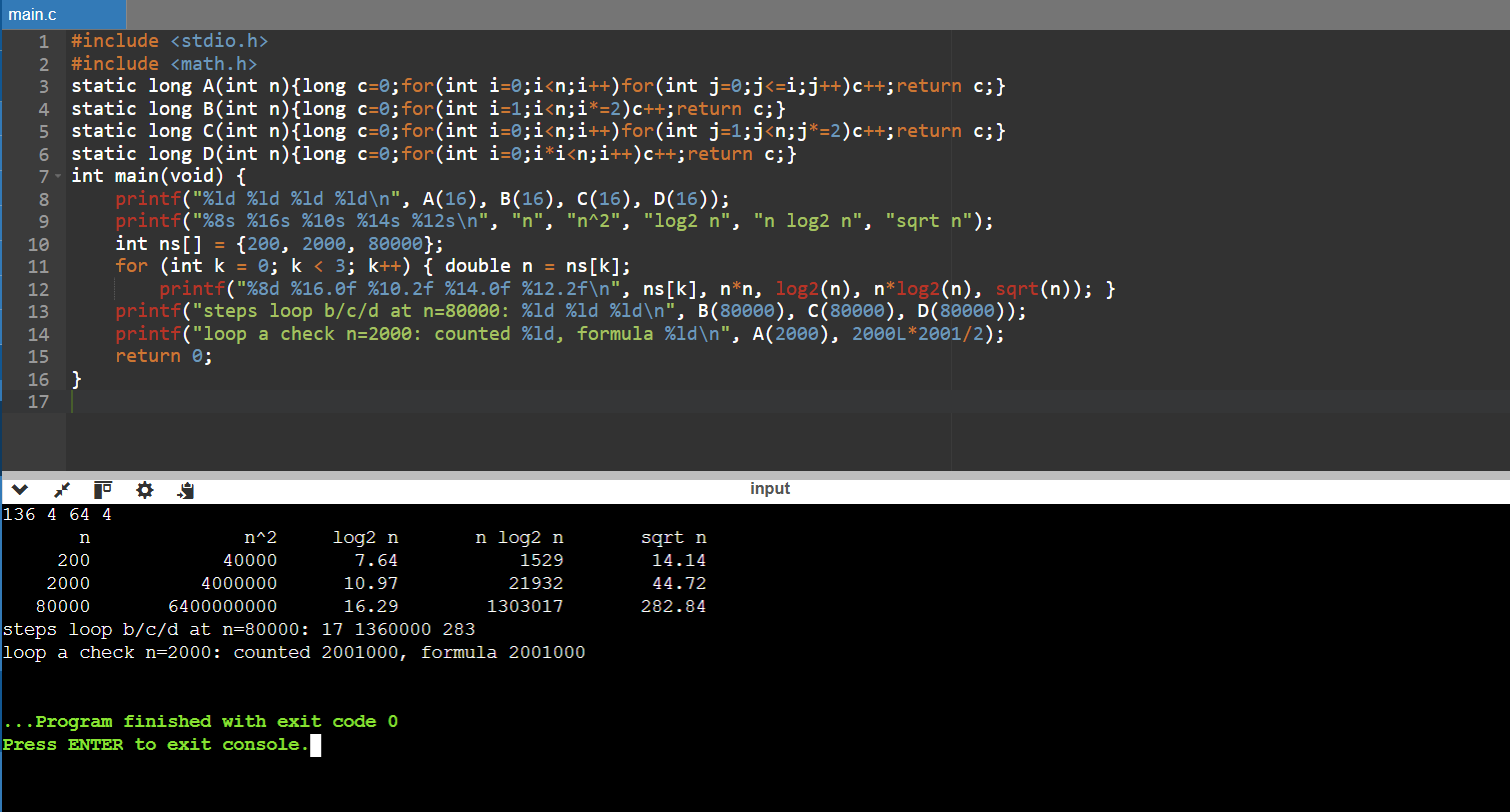 main.c
1 #include <stdio.h>
2 #include <math.h>
3 static long A(int n){long c=0;for(int i=0;i<n;i++)for(int j=0;j<=i;j++)c++;return c;}
4 static long B(int n){long c=0;for(int i=1;i<n;i*=2)c++;return c;}
5 static long C(int n){long c=0;for(int i=0;i<n;i++)for(int j=1;j<n;j*=2)c++;return c;}
6 static long D(int n){long c=0;for(int i=0;i*i<n;i++)c++;return c;}
7 int main(void) {
8     printf("%ld %ld %ld %ld\n", A(16), B(16), C(16), D(16));
9     printf("%8s %16s %10s %14s %12s\n", "n", "n^2", "log2 n", "n log2 n", "sqrt n");
10     int ns[] = {200, 2000, 80000};
11     for (int k = 0; k < 3; k++) { double n = ns[k];
12         printf("%8d %16.0f %10.2f %14.0f %12.2f\n", ns[k], n*n, log2(n), n*log2(n), sqrt(n)); }
13     printf("steps loop b/c/d at n=80000: %ld %ld %ld\n", B(80000), C(80000), D(80000));
14     printf("loop a check n=2000: counted %ld, formula %ld\n", A(2000), 2000L*2001/2);
15     return 0;
16 }
17
input
136 4 64 4
       n              n^2     log2 n       n log2 n       sqrt n
     200            40000       7.64           1529        14.14
    2000          4000000      10.97          21932        44.72
   80000       6400000000      16.29        1303017       282.84
steps loop b/c/d at n=80000: 17 1360000 283
loop a check n=2000: counted 2001000, formula 2001000
...Program finished with exit code 0
Press ENTER to exit console.